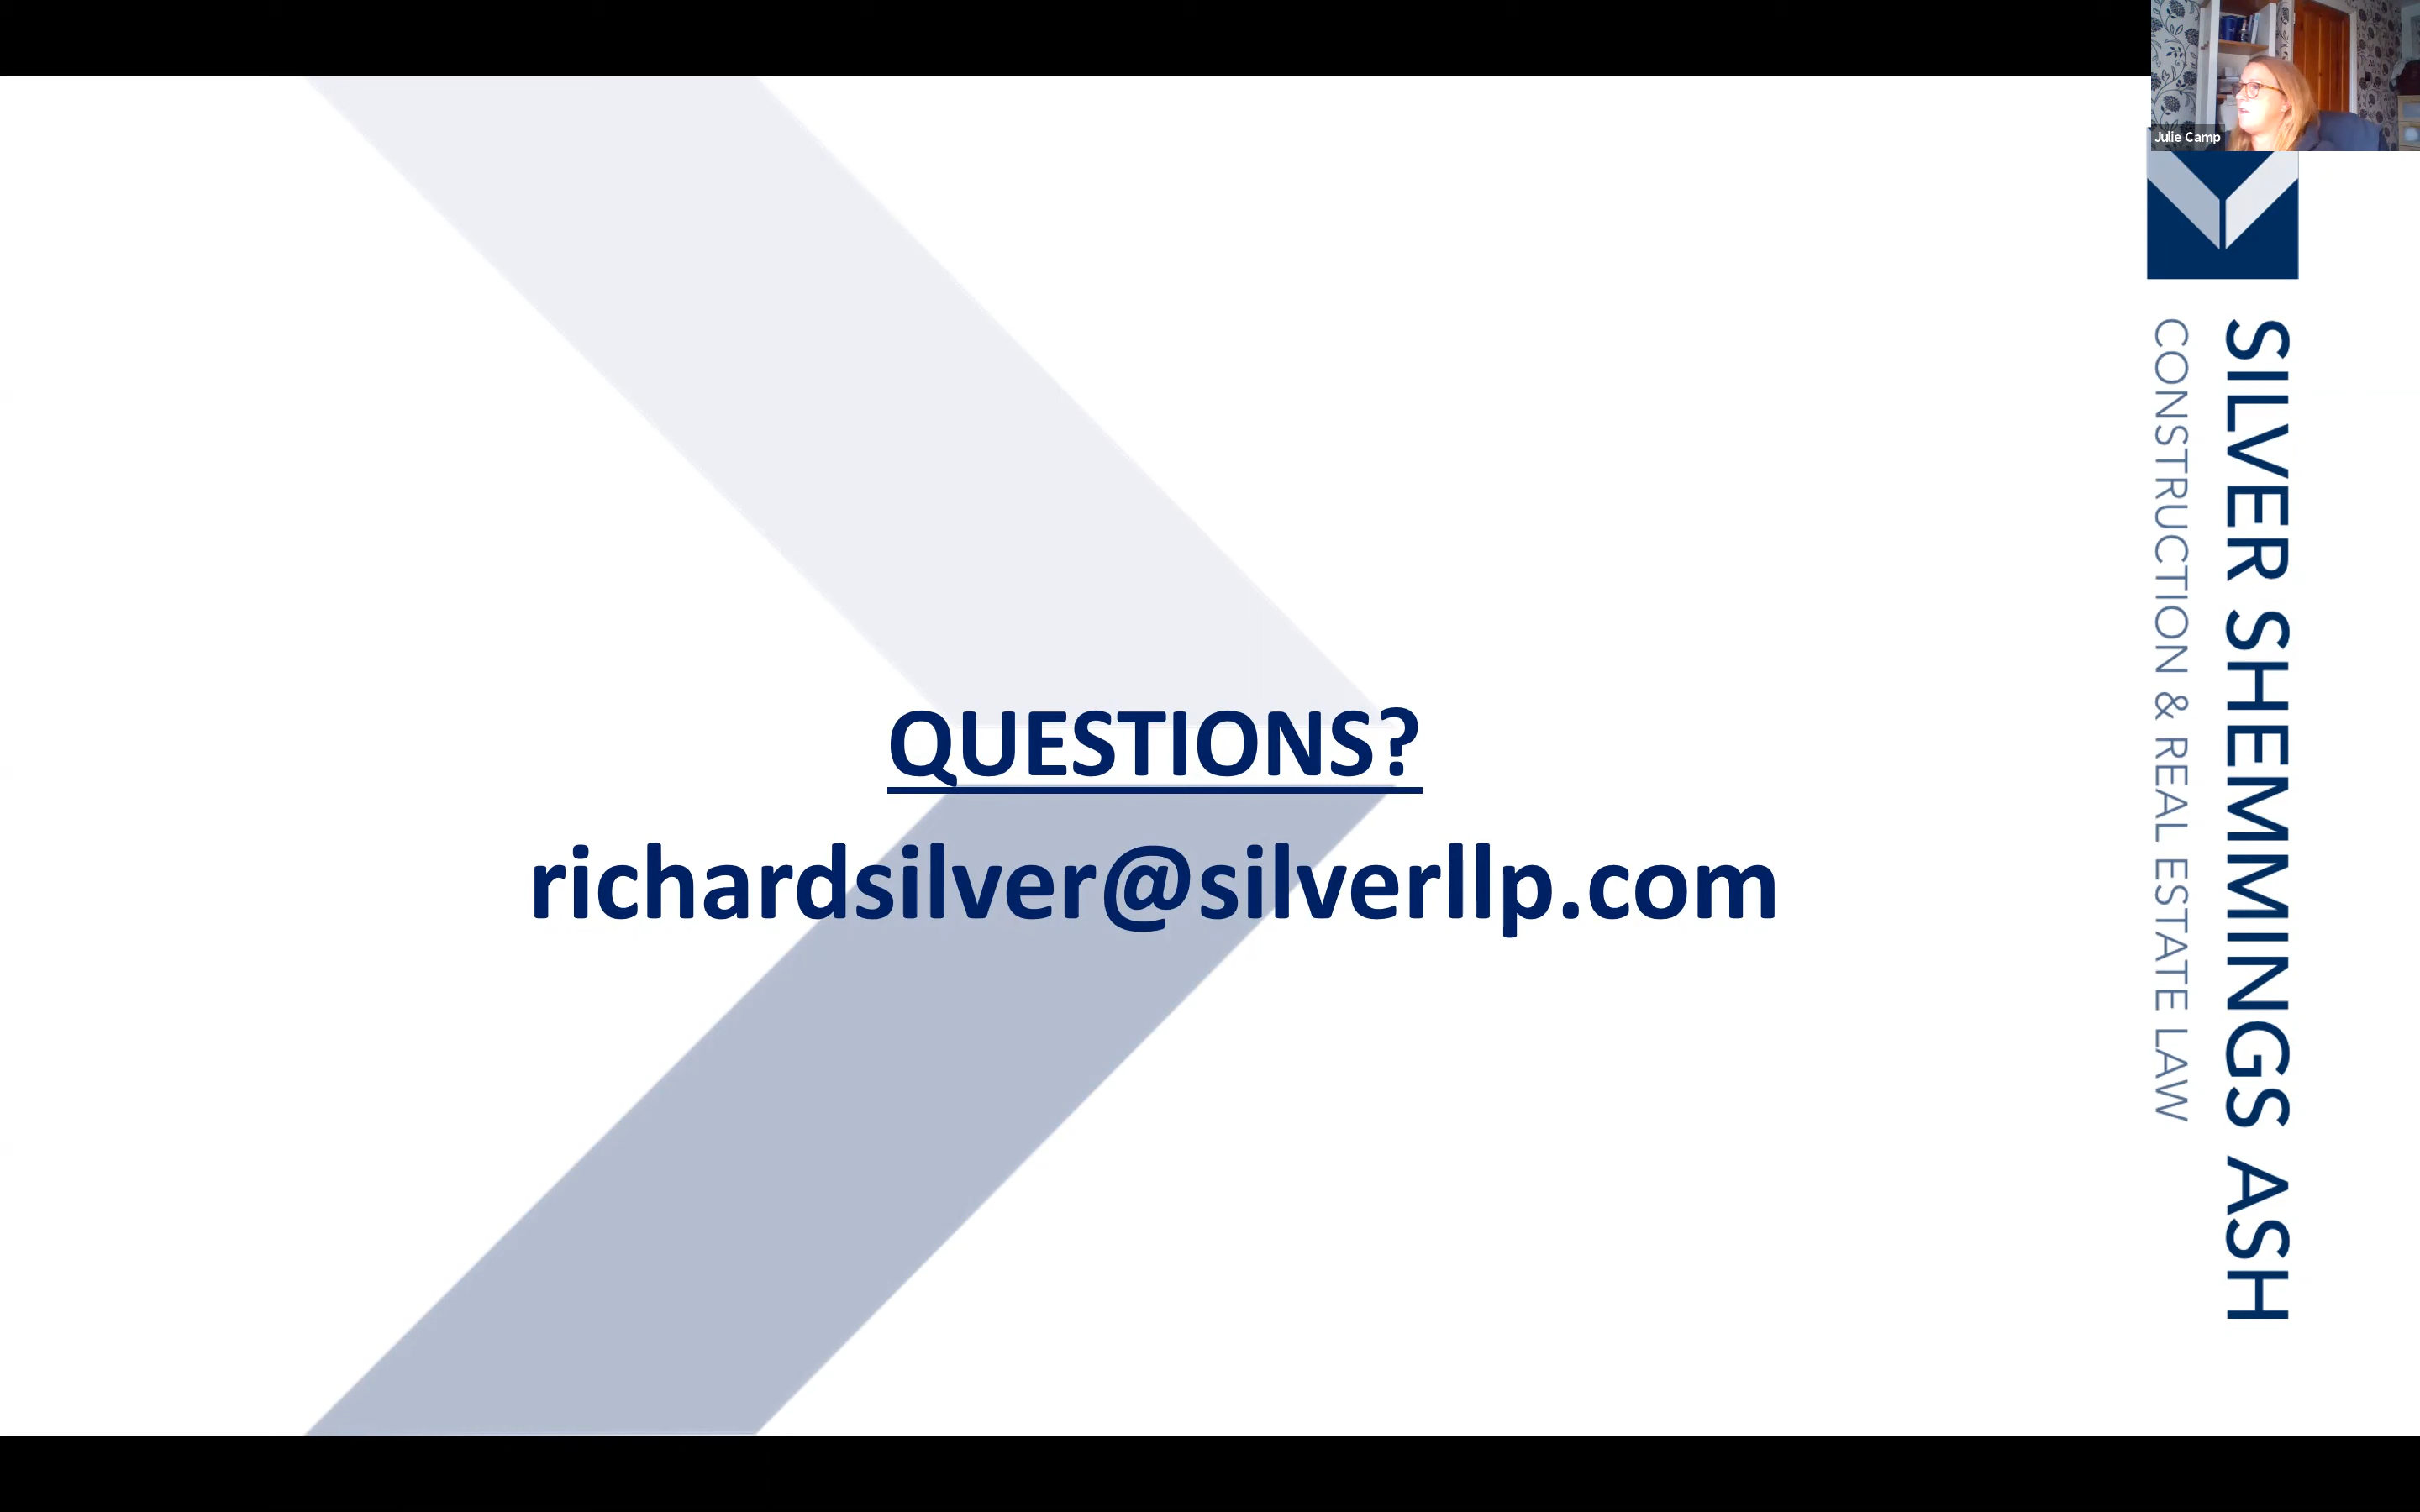 Julie Camp
QUESTIONS?
richardsilver@silverllp.com
SILVER SHEMMINGS ASH
CONSTRUCTION & REAL ESTATE LAW